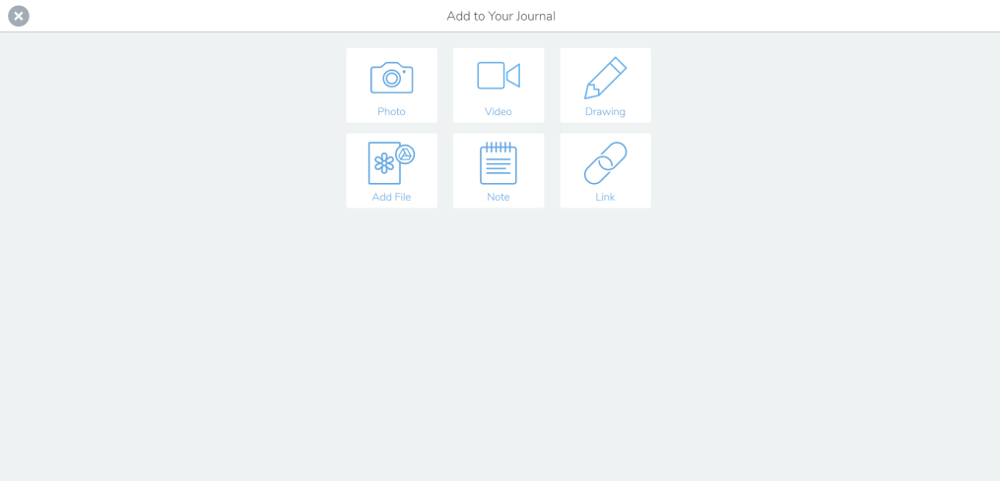 Add to Your Journal
Photo
Video
Drawing
Add File
Note
Link